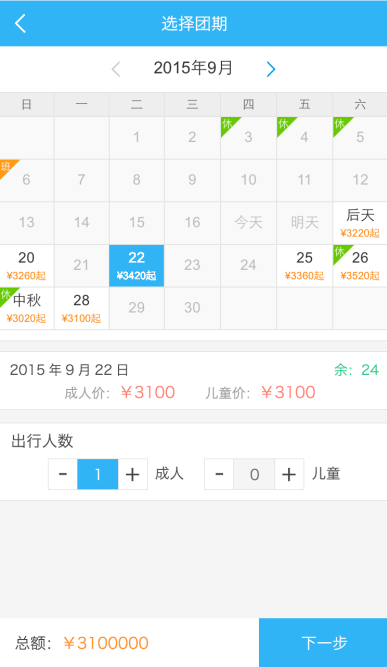 选择团期
2015年9月
日 一 二 三 四 五 六
1 2 休 3 休 4 休 5
班 6 7 8 9 10 11 12
13 14 15 16 今天 明天 后天
¥3220起
20 21 22 23 24 25 休 26
¥3260起 ¥3420起 ¥3360起 ¥3520起
休 中秋 28 29 30
¥3020起 ¥3100起
2015 年 9 月 22 日 余: 24
成人价: ¥3100 儿童价: ¥3100
出行人数
- 1 + 成人 - 0 + 儿童
总额: ¥3100000 下一步